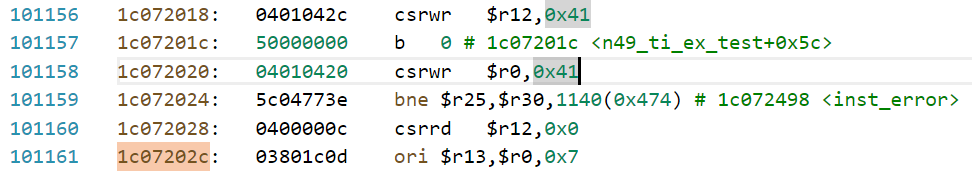 101156 1c072018: 0401042c csrwr $r12,0x41
101157 1c07201c: 50000000 b 0 # 1c07201c <n49_ti_ex_test+0x5c>
101158 1c072020: 04010420 csrwr $r0,0x41
101159 1c072024: 5c04773e bne $r25,$r30,1140(0x474) # 1c072498 <inst_error>
101160 1c072028: 0400000c csrrd $r12,0x0
101161 1c07202c: 03801c0d ori $r13,$r0,0x7